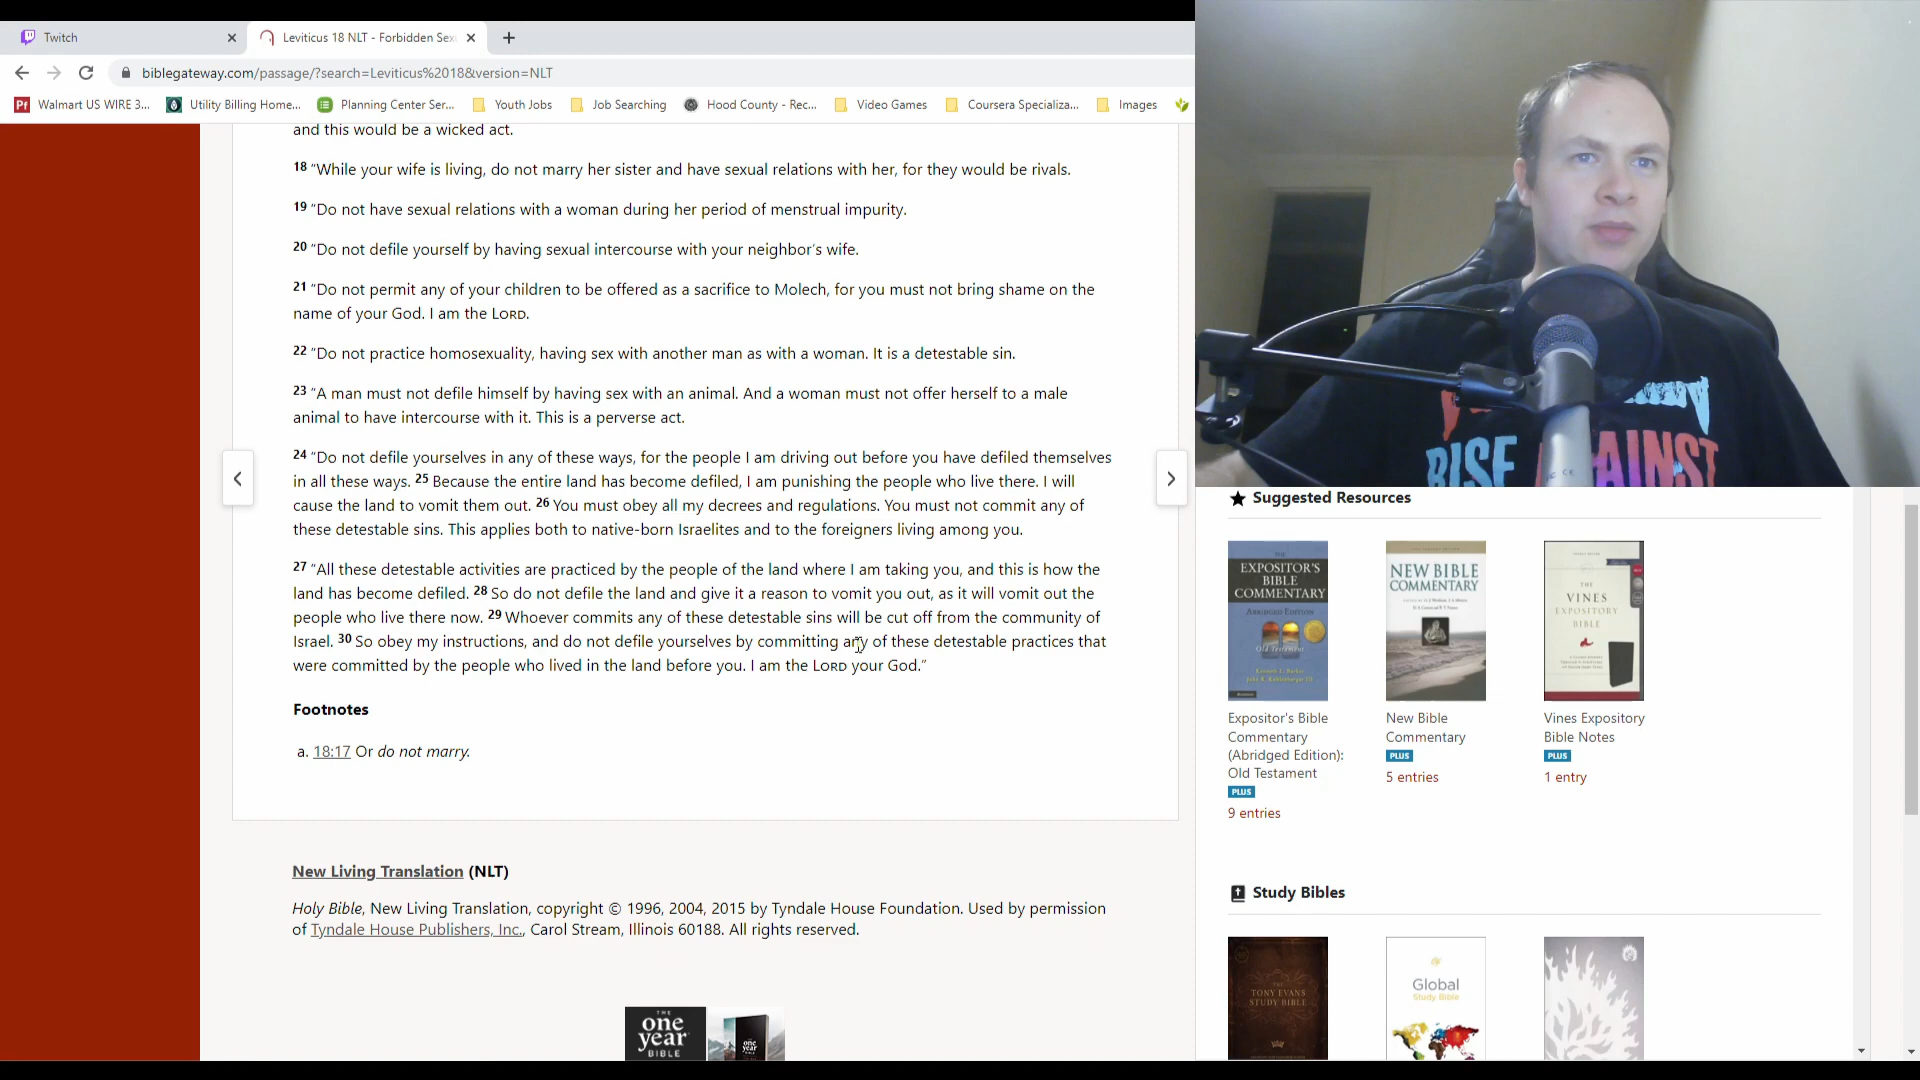 Twitch
Leviticus 18 NLT - Forbidden Sex
biblegateway.com/passage/?search=Leviticus%2018&version=NLT
Walmart US WIRE 3... Utility Billing Home... Planning Center Ser... Youth Jobs Job Searching Hood County - Rec... Video Games Coursera Specializa... Images
and this would be a wicked act.
18 “While your wife is living, do not marry her sister and have sexual relations with her, for they would be rivals.
19 “Do not have sexual relations with a woman during her period of menstrual impurity.
20 “Do not defile yourself by having sexual intercourse with your neighbor’s wife.
21 “Do not permit any of your children to be offered as a sacrifice to Molech, for you must not bring shame on the
name of your God. I am the LORD.
22 “Do not practice homosexuality, having sex with another man as with a woman. It is a detestable sin.
23 “A man must not defile himself by having sex with an animal. And a woman must not offer herself to a male
animal to have intercourse with it. This is a perverse act.
24 “Do not defile yourselves in any of these ways, for the people I am driving out before you have defiled themselves
in all these ways. 25 Because the entire land has become defiled, I am punishing the people who live there. I will
cause the land to vomit them out. 26 You must obey all my decrees and regulations. You must not commit any of
these detestable sins. This applies both to native-born Israelites and to the foreigners living among you.
27 “All these detestable activities are practiced by the people of the land where I am taking you, and this is how the
land has become defiled. 28 So do not defile the land and give it a reason to vomit you out, as it will vomit out the
people who live there now. 29 Whoever commits any of these detestable sins will be cut off from the community of
Israel. 30 So obey my instructions, and do not defile yourselves by committing any of these detestable practices that
were committed by the people who lived in the land before you. I am the LORD your God.”
Footnotes
a. 18:17 Or do not marry.
New Living Translation (NLT)
Holy Bible, New Living Translation, copyright © 1996, 2004, 2015 by Tyndale House Foundation. Used by permission
of Tyndale House Publishers, Inc., Carol Stream, Illinois 60188. All rights reserved.
THE
one
year
BIBLE
one
year
RISE AINST
Suggested Resources
EXPOSITOR'S
BIBLE
COMMENTARY
ABRIDGED EDITION
Old Testament
NEW BIBLE
COMMENTARY
THE
VINES
EXPOSITORY
BIBLE
Expositor's Bible
Commentary
(Abridged Edition):
Old Testament
PLUS
9 entries
New Bible
Commentary
PLUS
5 entries
Vines Expository
Bible Notes
PLUS
1 entry
Study Bibles
THE
TONY EVANS
STUDY BIBLE
Global
Study Bible